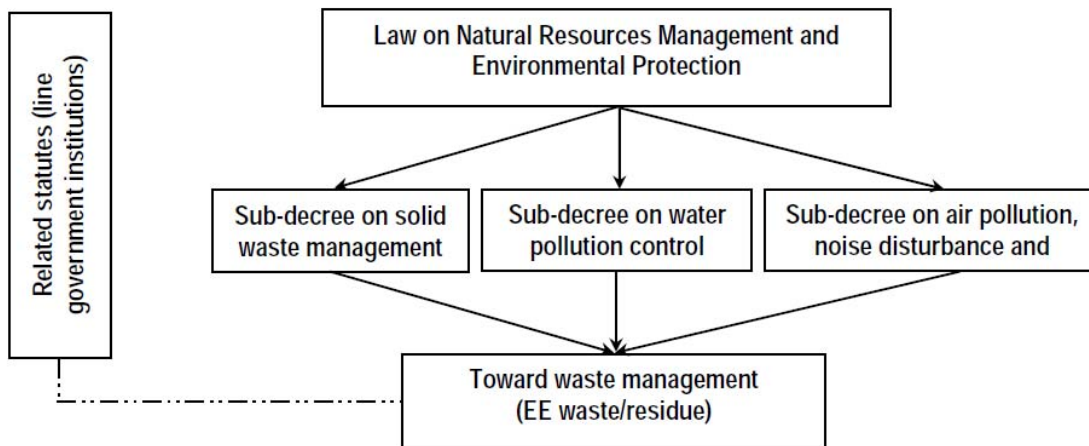 Related statutes (line
government institutions)
Law on Natural Resources Management and
Environmental Protection
Sub-decree on solid
waste management
Sub-decree on water
pollution control
Sub-decree on air pollution,
noise disturbance and
Toward waste management
(EE waste/residue)